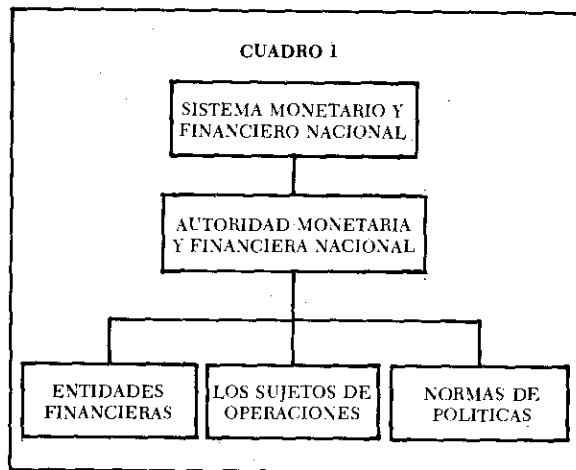 CUADRO 1
SISTEMA MONETARIO Y
FINANCIERO NACIONAL
AUTORIDAD MONETARIA
Y FINANCIERA NACIONAL
ENTIDADES
FINANCIERAS
LOS SUJETOS DE
OPERACIONES
NORMAS DE
POLITICAS